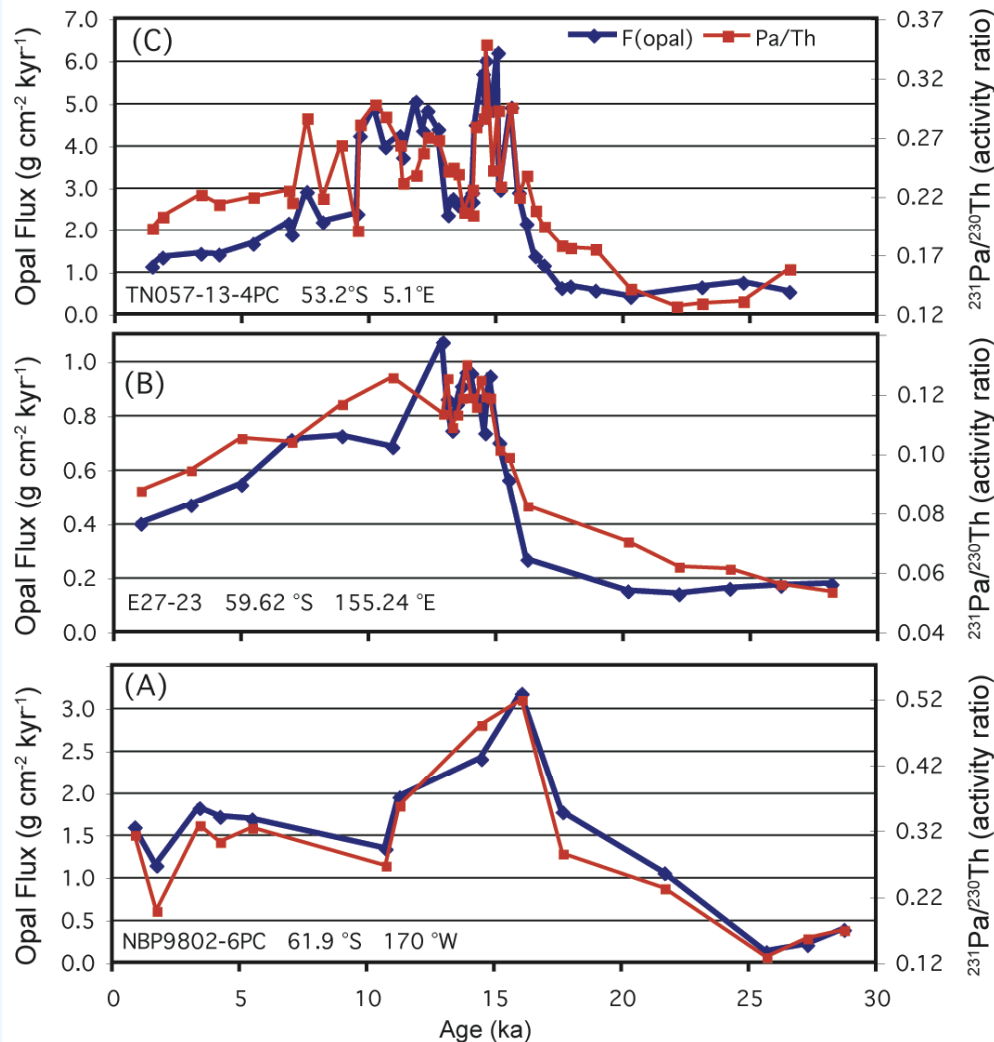 (C)
F(opal) Pa/Th
Opal Flux (g cm⁻² kyr⁻¹)
7.0
6.0
5.0
4.0
3.0
2.0
1.0
0.0
0.37
0.32
0.27
0.22
0.17
0.12
²³¹Pa/²³⁰Th (activity ratio)
TN057-13-4PC 53.2°S 5.1°E
(B)
Opal Flux (g cm⁻² kyr⁻¹)
1.0
0.8
0.6
0.4
0.2
0.0
0.12
0.10
0.08
0.06
0.04
²³¹Pa/²³⁰Th (activity ratio)
E27-23 59.62 °S 155.24 °E
(A)
Opal Flux (g cm⁻² kyr⁻¹)
3.0
2.5
2.0
1.5
1.0
0.5
0.0
0.52
0.42
0.32
0.22
0.12
²³¹Pa/²³⁰Th (activity ratio)
NBP9802-6PC 61.9 °S 170 °W
0 5 10 15 20 25 30
Age (ka)